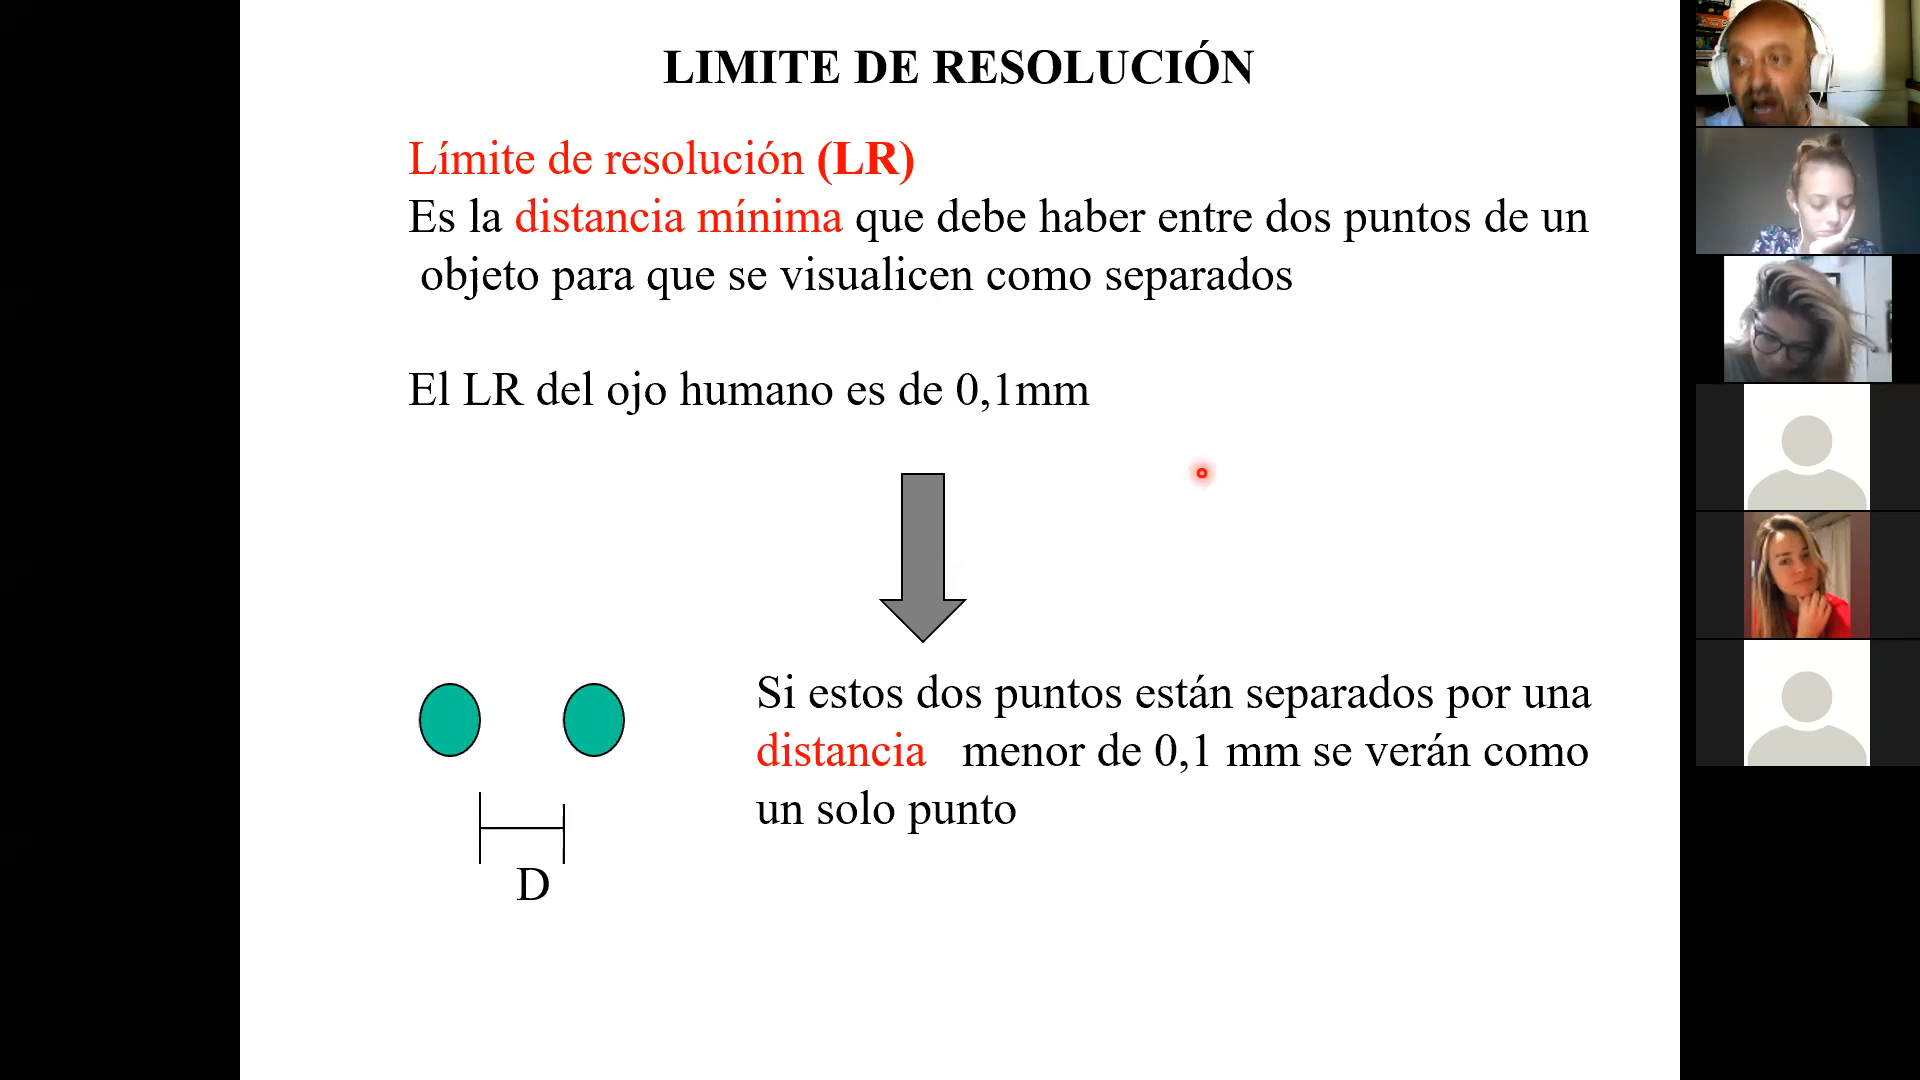 LIMITE DE RESOLUCIÓN
Límite de resolución (LR)
Es la distancia mínima que debe haber entre dos puntos de un
objeto para que se visualicen como separados
El LR del ojo humano es de 0,1mm
Si estos dos puntos están separados por una
distancia menor de 0,1 mm se verán como
un solo punto
D